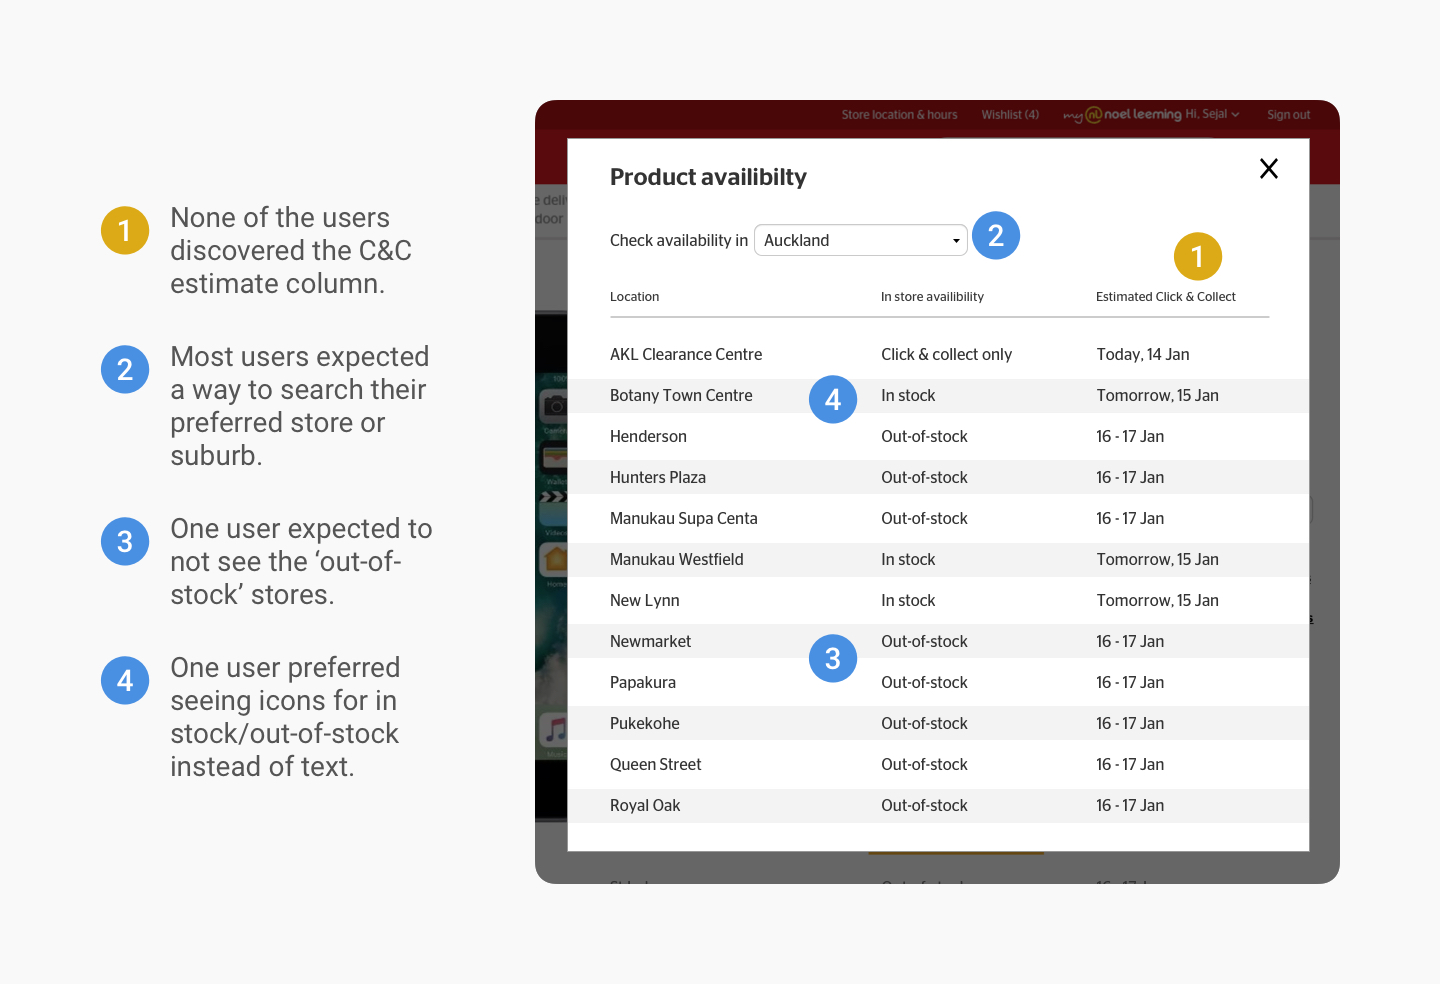 1
None of the users
discovered the C&C
estimate column.
2
Most users expected
a way to search their
preferred store or
suburb.
3
One user expected to
not see the ‘out-of-
stock’ stores.
4
One user preferred
seeing icons for in
stock/out-of-stock
instead of text.
Store location & hours Wishlist (4) my nl noel leeming Hi, Sejal Sign out
Product availibilty X
Check availability in Auckland 2
1
Location In store availibility Estimated Click & Collect
AKL Clearance Centre Click & collect only Today, 14 Jan
Botany Town Centre 4 In stock Tomorrow, 15 Jan
Henderson Out-of-stock 16 - 17 Jan
Hunters Plaza Out-of-stock 16 - 17 Jan
Manukau Supa Centa Out-of-stock 16 - 17 Jan
Manukau Westfield In stock Tomorrow, 15 Jan
New Lynn In stock Tomorrow, 15 Jan
Newmarket 3 Out-of-stock 16 - 17 Jan
Papakura Out-of-stock 16 - 17 Jan
Pukekohe Out-of-stock 16 - 17 Jan
Queen Street Out-of-stock 16 - 17 Jan
Royal Oak Out-of-stock 16 - 17 Jan